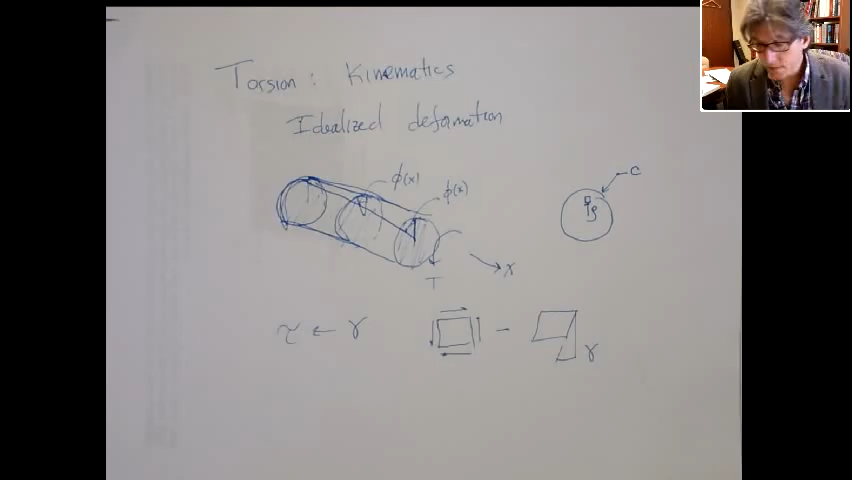 Torsion: Kinematics
Idealized deformation
ϕ(x)
ϕ(x)
c
ρ
x
T
τ ← γ
γ